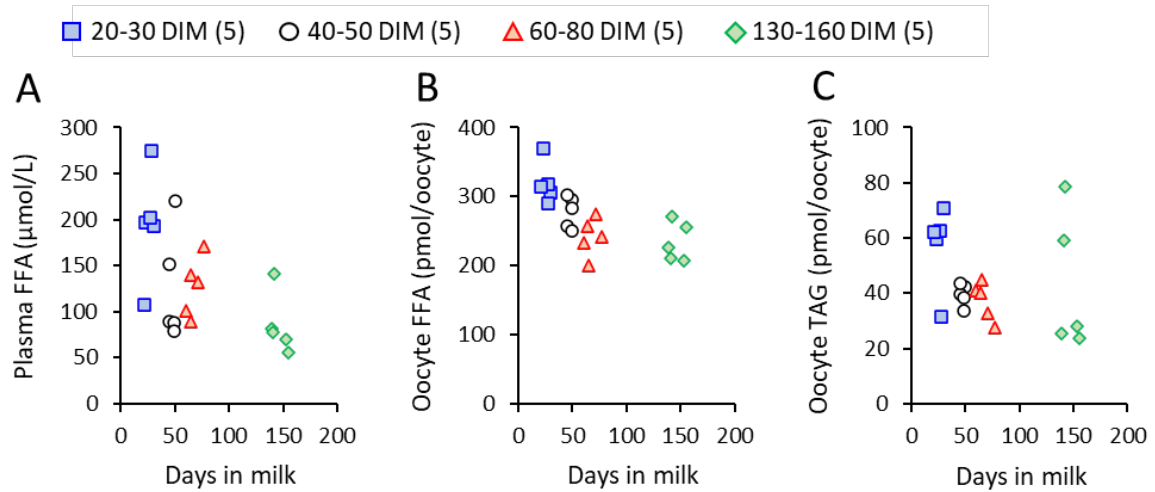 20-30 DIM (5) 40-50 DIM (5) 60-80 DIM (5) 130-160 DIM (5)
A
Plasma FFA (µmol/L)
300
250
200
150
100
50
0
0 50 100 150 200
Days in milk
B
Oocyte FFA (pmol/oocyte)
400
300
200
100
0
0 50 100 150 200
Days in milk
C
Oocyte TAG (pmol/oocyte)
100
80
60
40
20
0
0 50 100 150 200
Days in milk